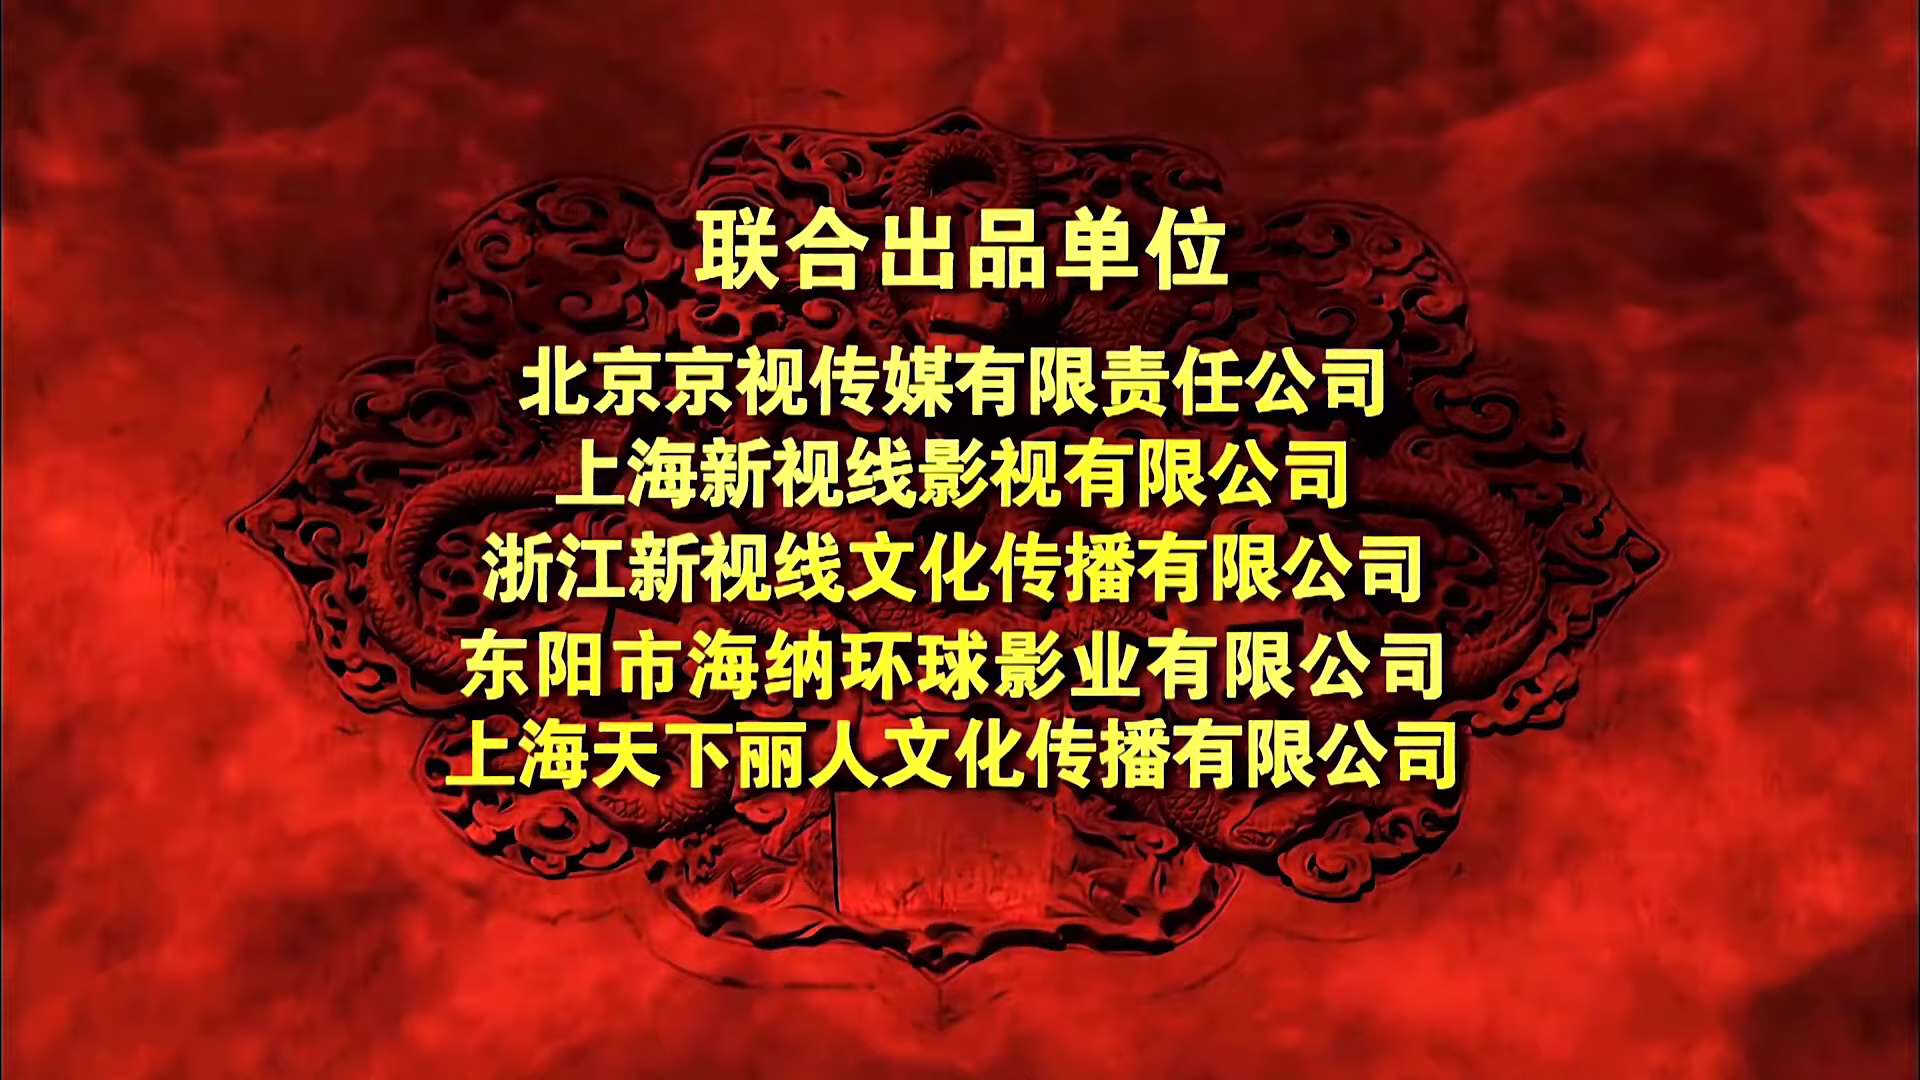 联合出品单位
北京京视传媒有限责任公司
上海新视线影视有限公司
浙江新视线文化传播有限公司
东阳市海纳环球影业有限公司
上海天下丽人文化传播有限公司